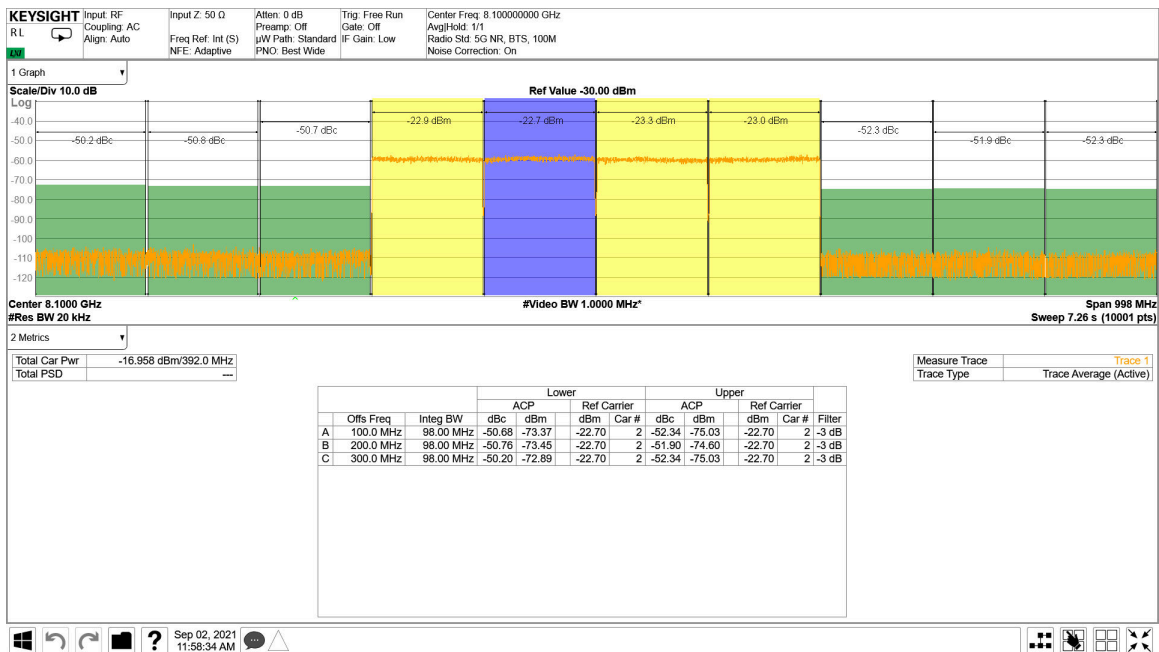 KEYSIGHT Input: RF Input Z: 50 Ω Atten: 0 dB Trig: Free Run Center Freq: 8.100000000 GHz
R L Coupling: AC Preamp: Off Gate: Off Avg|Hold: 1/1
Align: Auto Freq Ref: Int (S) µW Path: Standard IF Gain: Low Radio Std: 5G NR, BTS, 100M
LXI NFE: Adaptive PNO: Best Wide Noise Correction: On
1 Graph
Scale/Div 10.0 dB Ref Value -30.00 dBm
Log
-40.0
-50.0
-60.0
-70.0
-80.0
-90.0
-100
-110
-120
-50.2 dBc -50.8 dBc -50.7 dBc -22.9 dBm -22.7 dBm -23.3 dBm -23.0 dBm -52.3 dBc -51.9 dBc -52.3 dBc
Center 8.1000 GHz #Video BW 1.0000 MHz* Span 998 MHz
#Res BW 20 kHz Sweep 7.26 s (10001 pts)
2 Metrics
Total Car Pwr -16.958 dBm/392.0 MHz Measure Trace Trace 1
Total PSD --- Trace Type Trace Average (Active)
Lower Upper
ACP Ref Carrier ACP Ref Carrier
Offs Freq Integ BW dBc dBm dBm Car # dBc dBm dBm Car # Filter
A 100.0 MHz 98.00 MHz -50.68 -73.37 -22.70 2 -52.34 -75.03 -22.70 2 -3 dB
B 200.0 MHz 98.00 MHz -50.76 -73.45 -22.70 2 -51.90 -74.60 -22.70 2 -3 dB
C 300.0 MHz 98.00 MHz -50.20 -72.89 -22.70 2 -52.34 -75.03 -22.70 2 -3 dB
? Sep 02, 2021
11:58:34 AM